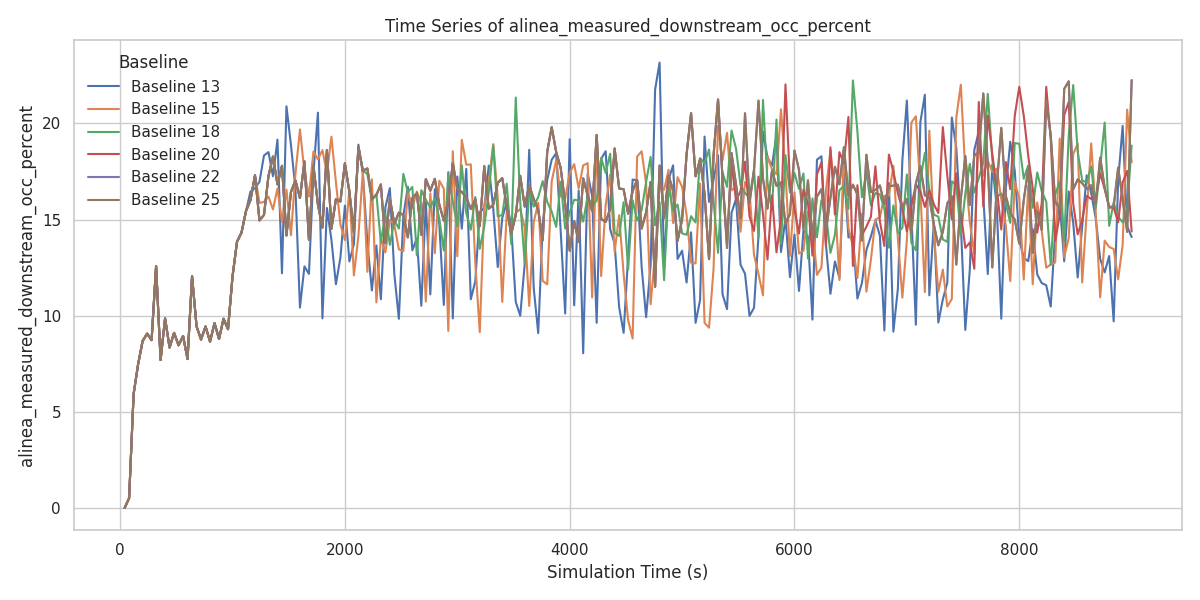 Time Series of alinea_measured_downstream_occ_percent
alinea_measured_downstream_occ_percent
Baseline
Baseline 13
Baseline 15
Baseline 18
Baseline 20
Baseline 22
Baseline 25
20
15
10
5
0
0 2000 4000 6000 8000
Simulation Time (s)